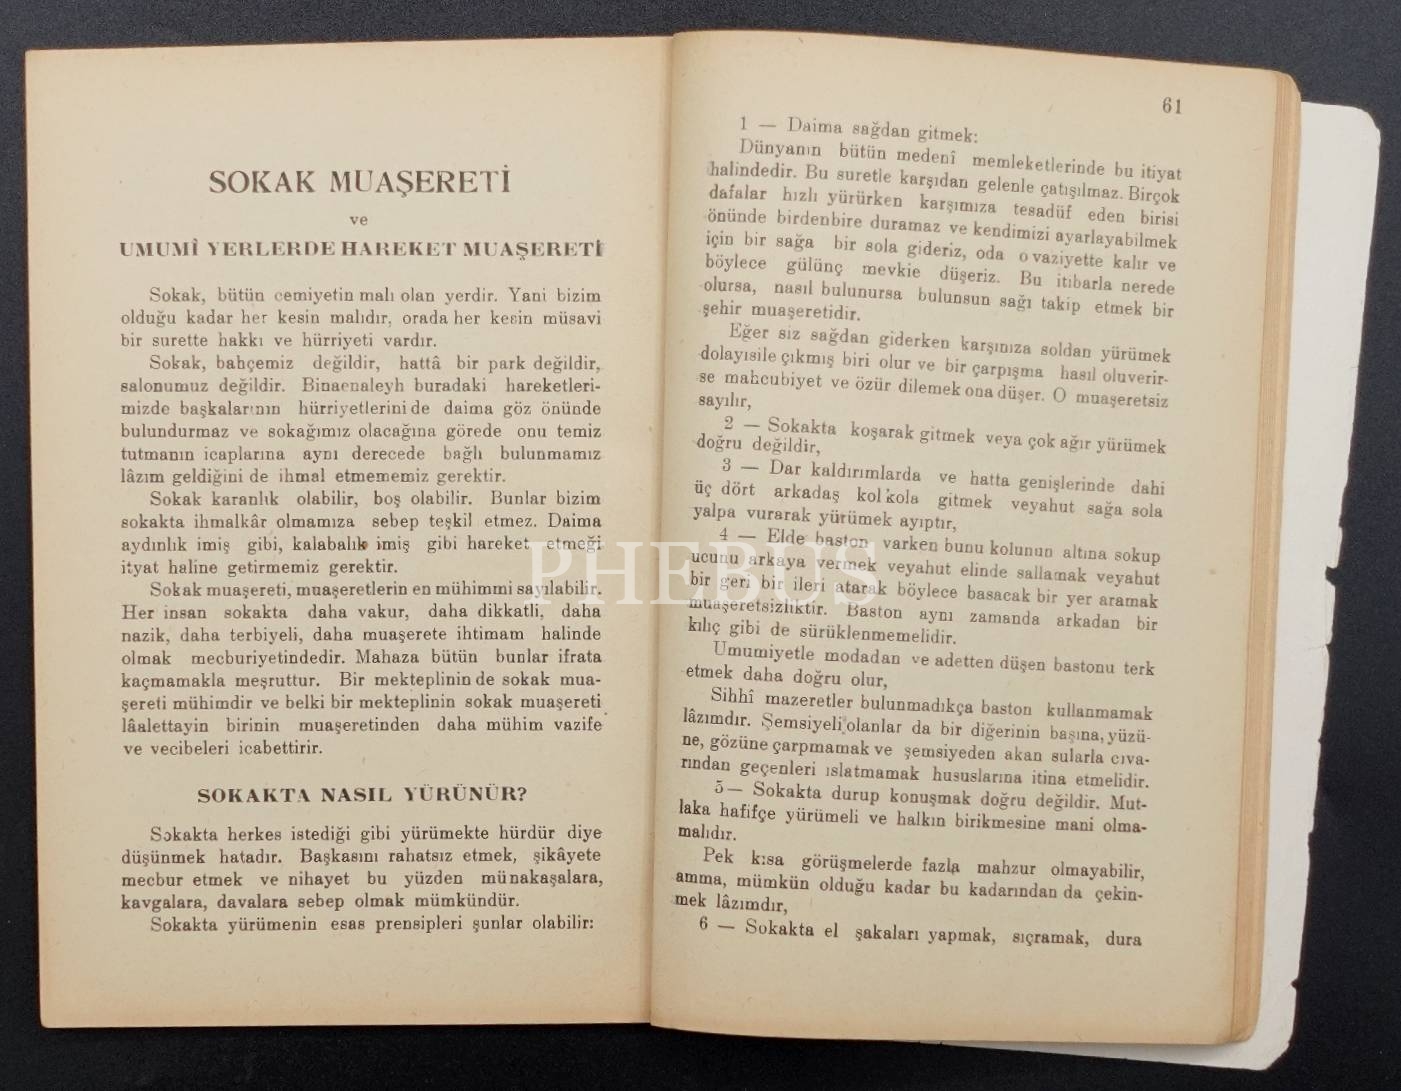 SOKAK MUAŞERETİ
ve
UMUMÎ YERLERDE HAREKET MUAŞERETİ
Sokak, bütün cemiyetin malı olan yerdir. Yani bizim
olduğu kadar her kesin malıdır, orada her kesin müsavi
bir surette hakkı ve hürriyeti vardır.
Sokak, bahçemiz değildir, hattâ bir park değildir,
salonumuz değildir. Binaenaleyh buradaki hareketleri-
mizde başkalarının hürriyetlerini de daima göz önünde
bulundurmaz ve sokağımız olacağına görede onu temiz
tutmanın icaplarına aynı derecede bağlı bulunmamız
lâzım geldiğini de ihmal etmememiz gerektir.
Sokak karanlık olabilir, boş olabilir. Bunlar bizim
sokakta ihmalkâr olmamıza sebep teşkil etmez. Daima
aydınlık imiş gibi, kalabalık imiş gibi hareket etmeği
ityat haline getirmemiz gerektir.
Sokak muaşereti, muaşeretlerin en mühimmi sayılabilir.
Her insan sokakta daha vakur, daha dikkatli, daha
nazik, daha terbiyeli, daha muaşerete ihtimam halinde
olmak mecburiyetindedir. Mahaza bütün bunlar ifrata
kaçmamakla meşruttur. Bir mekteplinin de sokak mua-
şereti mühimdir ve belki bir mekteplinin sokak muaşereti
lâalettayin birinin muaşeretinden daha mühim vazife
ve vecibeleri icabettirir.
SOKAKTA NASIL YÜRÜNÜR?
Sokakta herkes istediği gibi yürümekte hürdür diye
düşünmek hatadır. Başkasını rahatsız etmek, şikâyete
mecbur etmek ve nihayet bu yüzden münakaşalara,
kavgalara, davalara sebep olmak mümkündür.
Sokakta yürümenin esas prensipleri şunlar olabilir:
61
1 — Daima sağdan gitmek:
Dünyanın bütün medenî memleketlerinde bu itiyat
halindedir. Bu suretle karşıdan gelenle çatışılmaz. Birçok
dafalar hızlı yürürken karşımıza tesadüf eden birisi
önünde birdenbire duramaz ve kendimizi ayarlayabilmek
için bir sağa bir sola gideriz, oda o vaziyette kalır ve
böylece gülünç mevkie düşeriz. Bu itibarla nerede
olursa, nasıl bulunursa bulunsun sağı takip etmek bir
şehir muaşeretidir.
Eğer siz sağdan giderken karşınıza soldan yürümek
dolayısile çıkmış biri olur ve bir çarpışma hasıl oluverir-
se mahcubiyet ve özür dilemek ona düşer. O muaşeretsiz
sayılır,
2 — Sokakta koşarak gitmek veya çok ağır yürümek
doğru değildir,
3 — Dar kaldırımlarda ve hatta genişlerinde dahi
üç dört arkadaş kol kola gitmek veyahut sağa sola
yalpa vurarak yürümek ayıptır,
4 — Elde baston varken bunu kolunun altına sokup
ucunu arkaya vermek veyahut elinde sallamak veyahut
bir geri bir ileri atarak böylece basacak bir yer aramak
muaşeretsizliktir. Baston aynı zamanda arkadan bir
kılıç gibi de sürüklenmemelidir.
Umumiyetle modadan ve adetten düşen bastonu terk
etmek daha doğru olur,
Sihhî mazeretler bulunmadıkça baston kullanmamak
lâzımdır. Şemsiyeli olanlar da bir diğerinin başına, yüzü-
ne, gözüne çarpmamak ve şemsiyeden akan sularla cıva-
rından geçenleri ıslatmamak hususlarına itina etmelidir.
5 — Sokakta durup konuşmak doğru değildir. Mut-
laka hafifçe yürümeli ve halkın birikmesine mani olma-
malıdır.
Pek kısa görüşmelerde fazla mahzur olmayabilir,
amma, mümkün olduğu kadar bu kadarından da çekin-
mek lâzımdır,
6 — Sokakta el şakaları yapmak, sıçramak, dura
PHEBUS